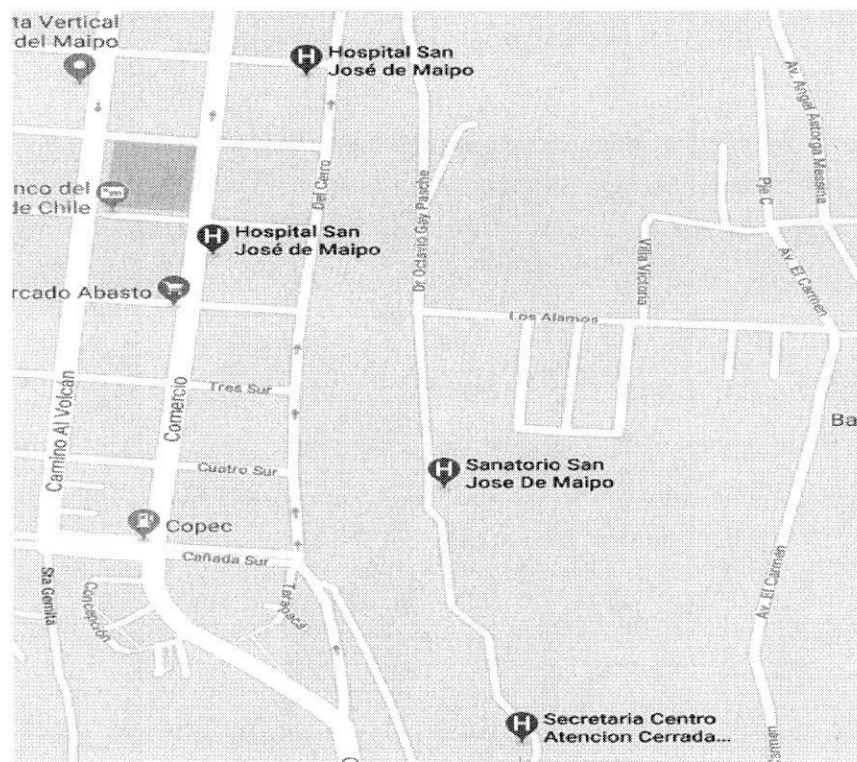 ta Vertical
del Maipo
Hospital San
José de Maipo
Av. Angel Astorga Messina
Pje C
nco del
de Chile
Del Cerro
Dr Octavio Gay Pasche
Hospital San
José de Maipo
Villa Victoria
Av. El Carmen
rcado Abasto
Los Alamos
Camino Al Volcán
Comercio
Tres Sur
Ba
Cuatro Sur
Sanatorio San
Jose De Maipo
Copec
Cañada Sur
Sta Gemita
Concepción
Tarapacá
Av. El Carmen
Secretaria Centro
Atencion Cerrada...
Carmen